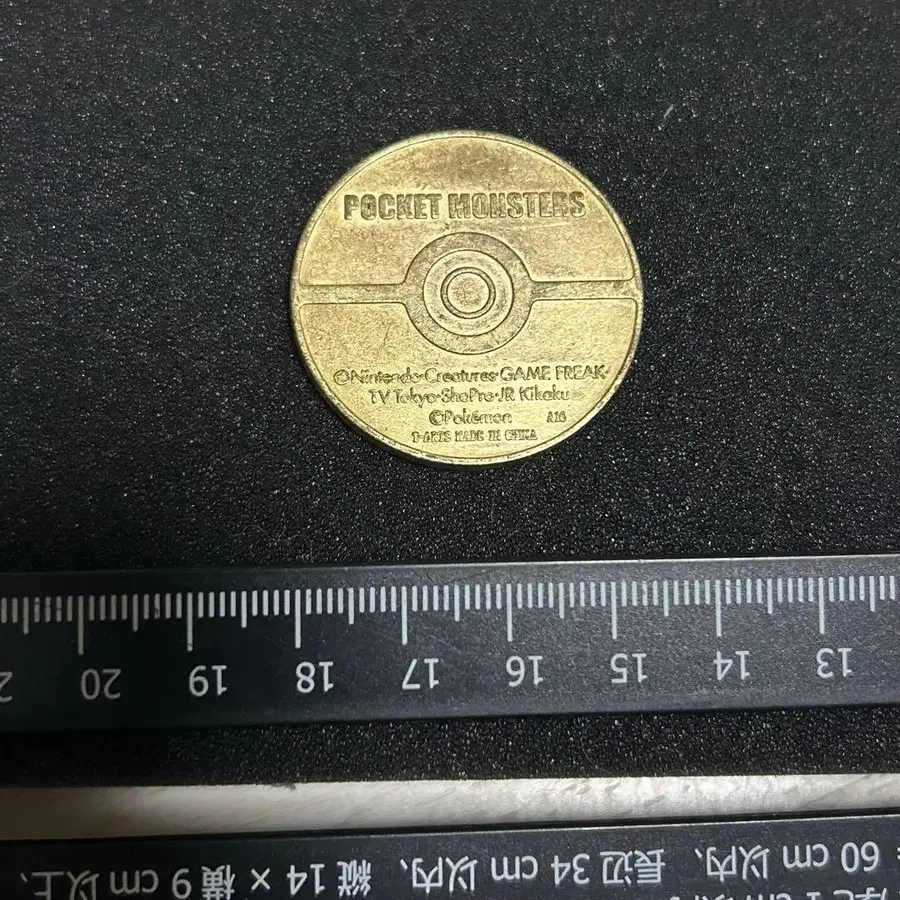 POCKET MONSTERS
©Nintendo・Creatures・GAME FREAK・
TV Tokyo・ShoPro・JR Kikaku
©Pokémon A16
T-ARTS MADE IN CHINA
20 19 18 17 16 15 14 13
60 cm 以内、長辺 34 cm 以内、縦 14 × 横 9 cm 以上、